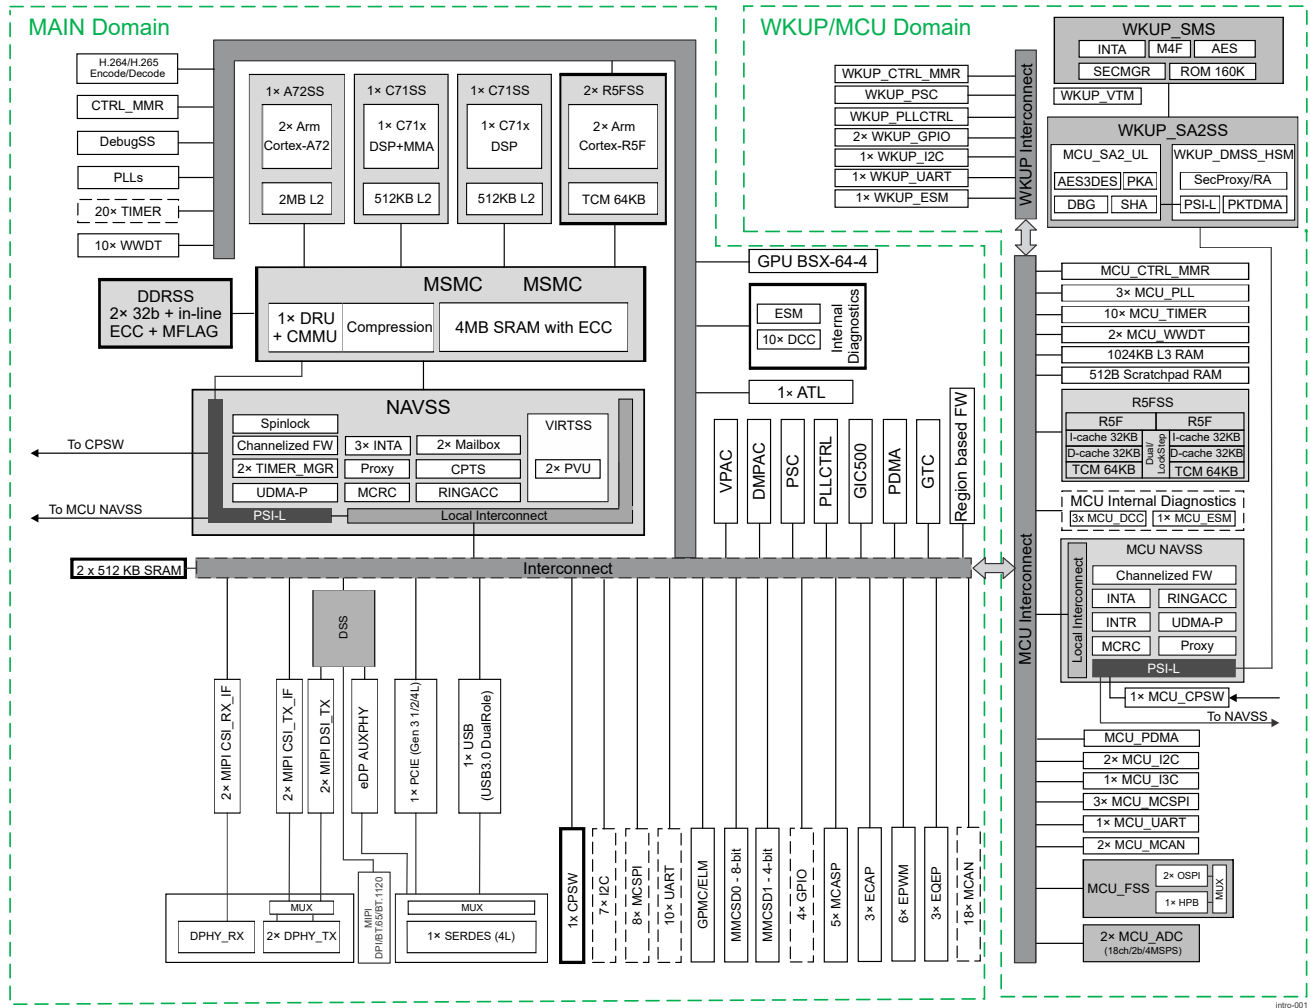 MAIN Domain
H.264/H.265
Encode/Decode
CTRL_MMR
DebugSS
PLLs
20× TIMER
10× WWDT
1× A72SS
2× Arm
Cortex-A72
2MB L2
1× C71SS
1× C71x
DSP+MMA
512KB L2
1× C71SS
1× C71x
DSP
512KB L2
2× R5FSS
2× Arm
Cortex-R5F
TCM 64KB
DDRSS
2× 32b + in-line
ECC + MFLAG
MSMC
MSMC
1× DRU
+ CMMU
Compression
4MB SRAM with ECC
GPU BSX-64-4
ESM
10× DCC
Internal
Diagnostics
1× ATL
NAVSS
Spinlock
Channelized FW
2× TIMER_MGR
UDMA-P
3× INTA
Proxy
MCRC
2× Mailbox
CPTS
RINGACC
VIRTSS
2× PVU
PSI-L
Local Interconnect
To CPSW
To MCU NAVSS
VPAC
DMPAC
PSC
PLLCTRL
GIC500
PDMA
GTC
Region based FW
2 x 512 KB SRAM
Interconnect
DSS
2× MIPI CSI_RX_IF
2× MIPI CSI_TX_IF
2× MIPI DSI_TX
eDP AUXPHY
1× PCIE (Gen 3 1/2/4L)
1× USB
(USB3.0 DualRole)
DPHY_RX
MUX
2× DPHY_TX
MIPI
DPI/BT.65/BT.1120
MUX
1× SERDES (4L)
1x CPSW
7× I2C
8× MCSPI
10× UART
GPMC/ELM
MMCSD0 - 8-bit
MMCSD1 - 4-bit
4× GPIO
5× MCASP
3× ECAP
6× EPWM
3× EQEP
18× MCAN
WKUP/MCU Domain
WKUP_CTRL_MMR
WKUP_PSC
WKUP_PLLCTRL
2× WKUP_GPIO
1× WKUP_I2C
1× WKUP_UART
1× WKUP_ESM
WKUP Interconnect
WKUP_SMS
INTA
M4F
AES
SECMGR
ROM 160K
WKUP_VTM
WKUP_SA2SS
MCU_SA2_UL
AES3DES
PKA
DBG
SHA
WKUP_DMSS_HSM
SecProxy/RA
PSI-L
PKTDMA
MCU Interconnect
MCU_CTRL_MMR
3× MCU_PLL
10× MCU_TIMER
2× MCU_WWDT
1024KB L3 RAM
512B Scratchpad RAM
R5FSS
R5F
I-cache 32KB
D-cache 32KB
TCM 64KB
Dual/
LockStep
R5F
I-cache 32KB
D-cache 32KB
TCM 64KB
MCU Internal Diagnostics
3x MCU_DCC
1× MCU_ESM
MCU NAVSS
Local Interconnect
Channelized FW
INTA
RINGACC
INTR
UDMA-P
MCRC
Proxy
PSI-L
1× MCU_CPSW
To NAVSS
MCU_PDMA
2× MCU_I2C
1× MCU_I3C
3× MCU_MCSPI
1× MCU_UART
2× MCU_MCAN
MCU_FSS
2× OSPI
1× HPB
MUX
2× MCU_ADC
(18ch/2b/4MSPS)
intro-001